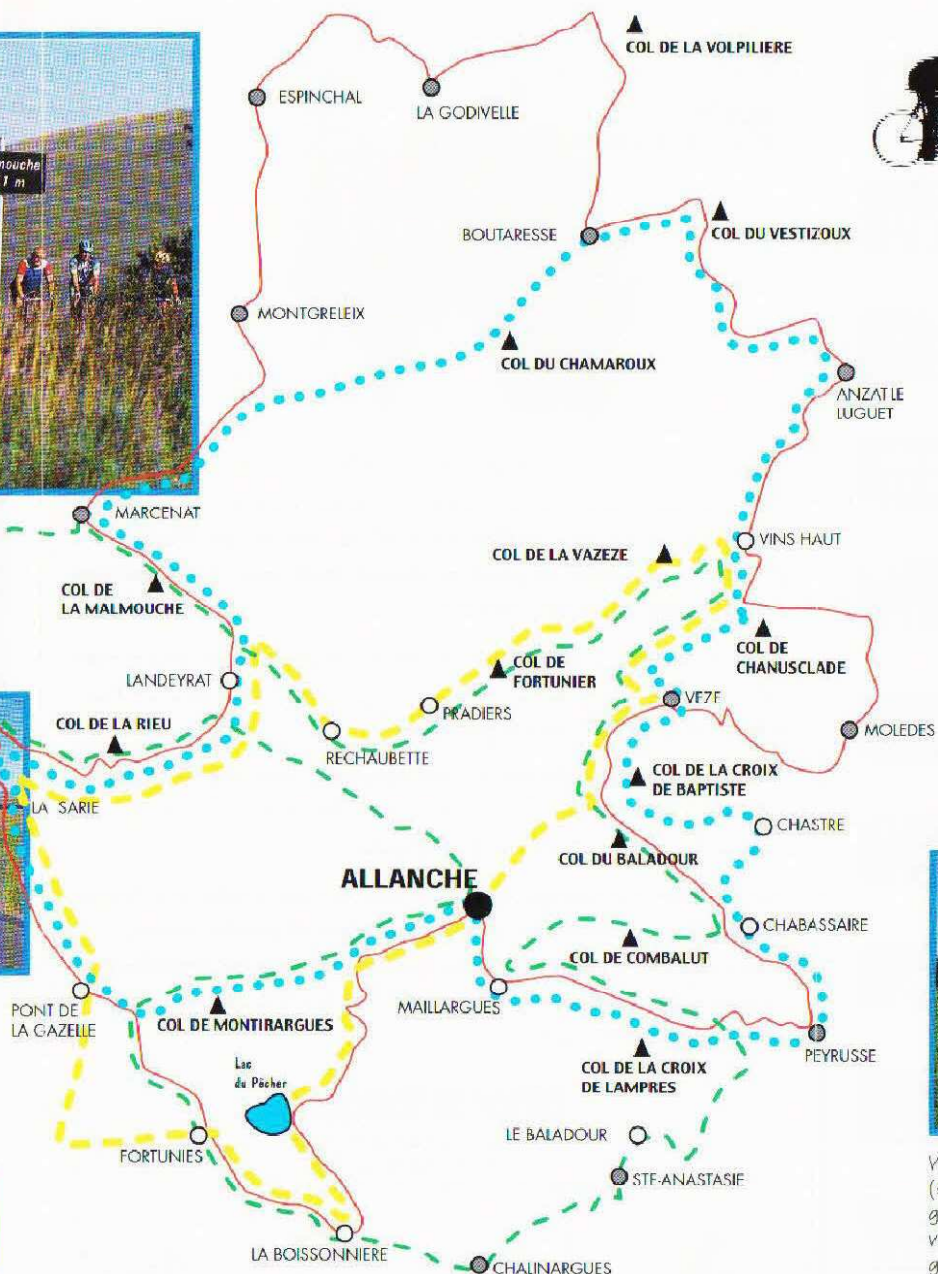 COL DE LA VOLPILIERE
ESPINCHAL
LA GODIVELLE
mouche
1 m
BOUTARESSE
COL DU VESTIZOUX
MONTGRELEIX
COL DU CHAMAROUX
ANZAT LE
LUGUET
MARCENAT
VINS HAUT
COL DE LA VAZEZE
COL DE
LA MALMOUCHE
COL DE
CHANUSCLADE
COL DE
FORTUNIER
LANDEYRAT
VEZE
PRADIERS
COL DE LA RIEU
MOLEDES
RECHAUBETTE
COL DE LA CROIX
DE BAPTISTE
LA SARIE
CHASTRE
COL DU BALADOUR
ALLANCHE
CHABASSAIRE
COL DE COMBALUT
MAILLARGUES
PONT DE
LA GAZELLE
COL DE MONTIRARGUES
PEYRUSSE
COL DE LA CROIX
DE LAMPRES
Lac
du Pêcher
LE BALADOUR
FORTUNIES
STE-ANASTASIE
LA BOISSONNIERE
CHALINARGUES